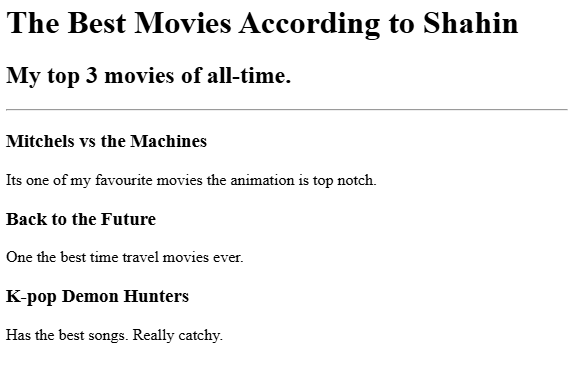 The Best Movies According to Shahin
My top 3 movies of all-time.
Mitchels vs the Machines
Its one of my favourite movies the animation is top notch.
Back to the Future
One the best time travel movies ever.
K-pop Demon Hunters
Has the best songs. Really catchy.